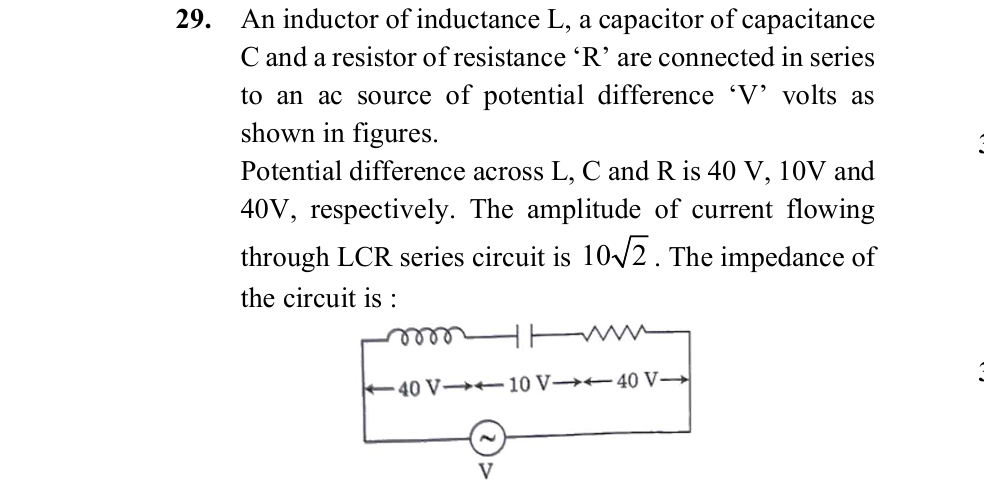 29. An inductor of inductance L, a capacitor of capacitance
C and a resistor of resistance ‘R’ are connected in series
to an ac source of potential difference ‘V’ volts as
shown in figures.
Potential difference across L, C and R is 40 V, 10V and
40V, respectively. The amplitude of current flowing
through LCR series circuit is 10√2 . The impedance of
the circuit is :
40 V 10 V 40 V
V